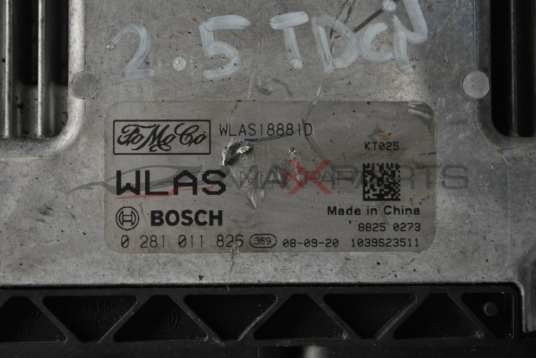 2.5 TDCi
FoMoCo WLAS18881D
KT025
WLAS
MAXXPARTS
BOSCH
Made in China
8825 0273
0 281 011 826 369 08-09-20 1039S23511